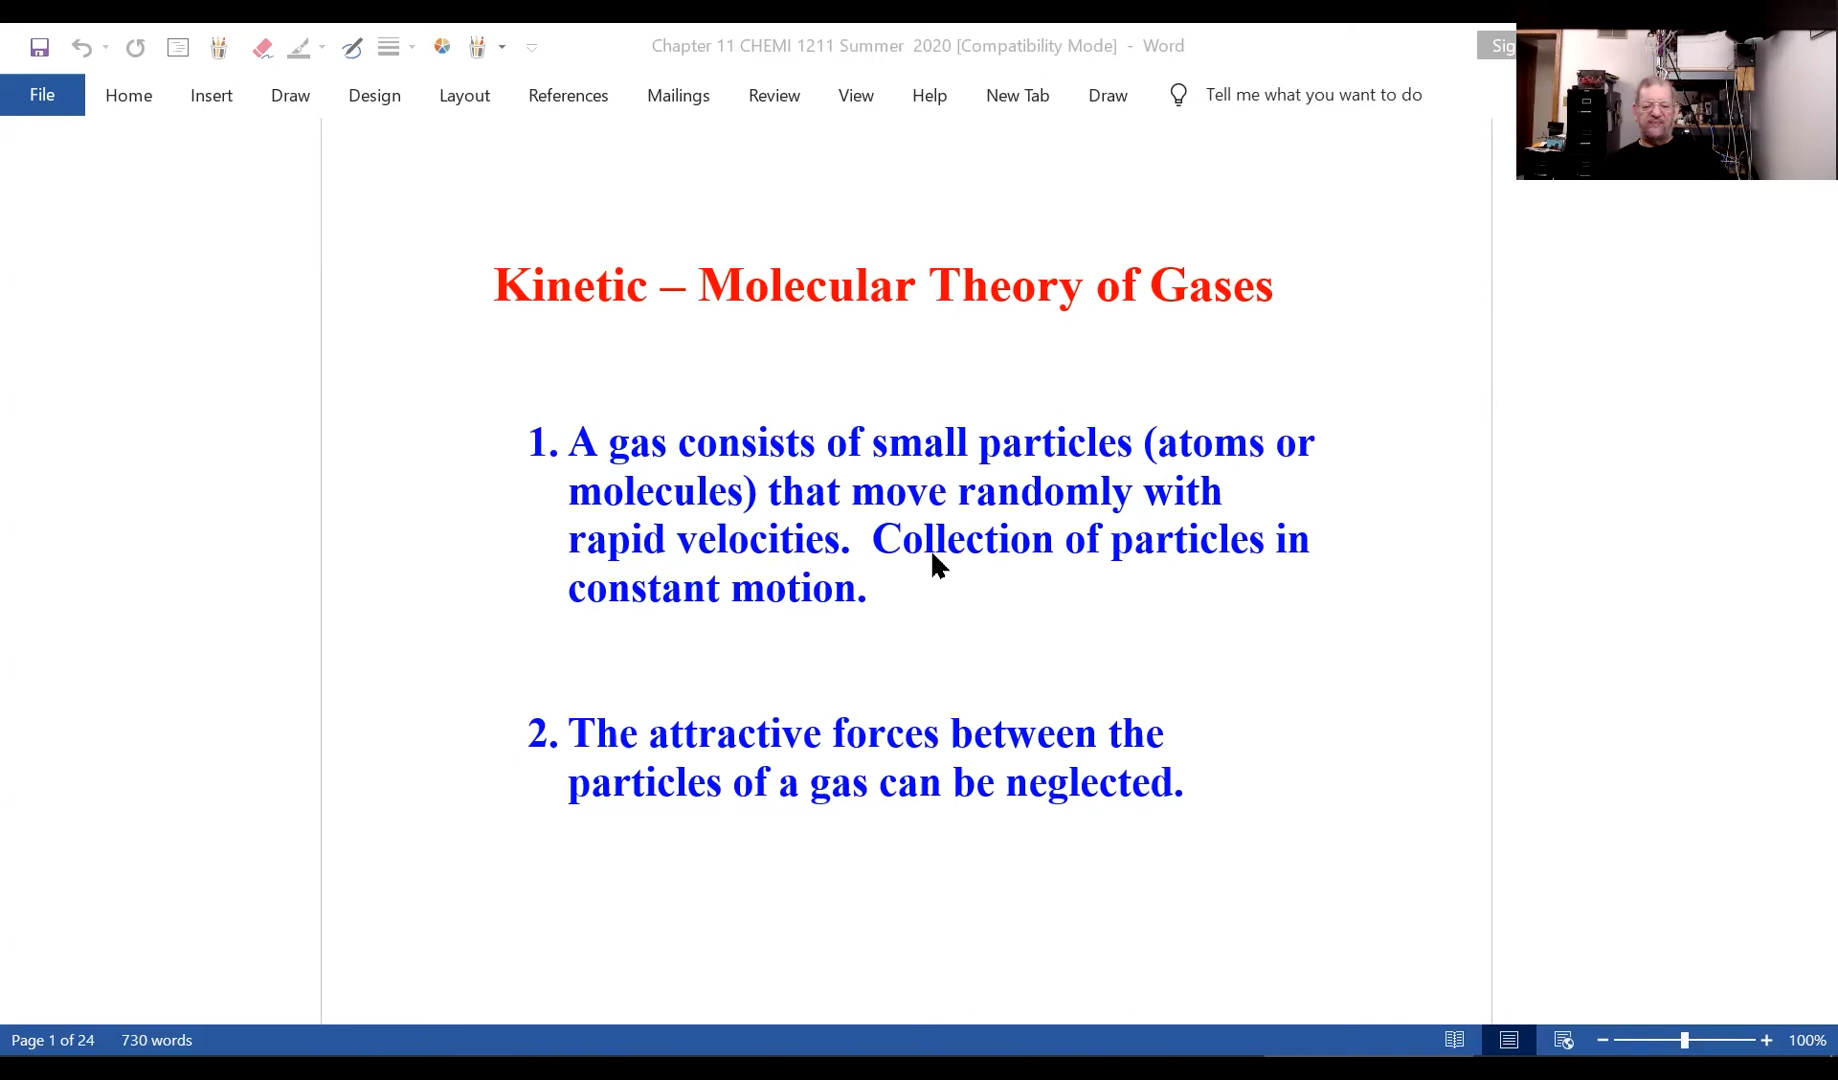 Chapter 11 CHEMI 1211 Summer 2020 [Compatibility Mode] - Word
Sig
File Home Insert Draw Design Layout References Mailings Review View Help New Tab Draw Tell me what you want to do
Kinetic – Molecular Theory of Gases
1. A gas consists of small particles (atoms or
molecules) that move randomly with
rapid velocities. Collection of particles in
constant motion.
2. The attractive forces between the
particles of a gas can be neglected.
Page 1 of 24 730 words 100%